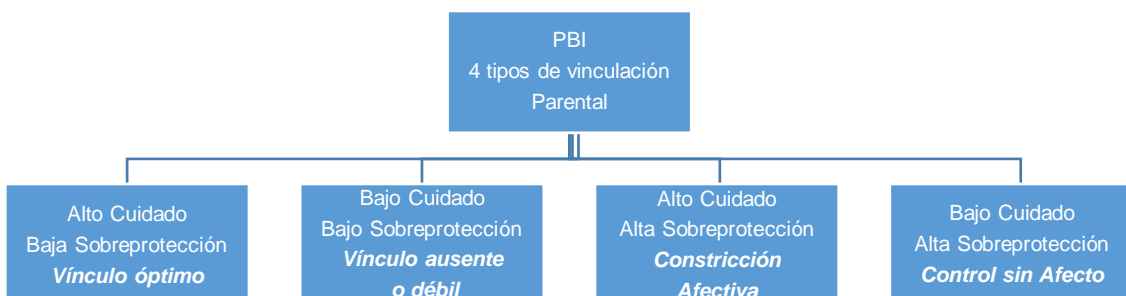 PBI
4 tipos de vinculación
Parental
Alto Cuidado
Baja Sobreprotección
Vínculo óptimo
Bajo Cuidado
Bajo Sobreprotección
Vínculo ausente
o débil
Alto Cuidado
Alta Sobreprotección
Constricción
Afectiva
Bajo Cuidado
Alta Sobreprotección
Control sin Afecto